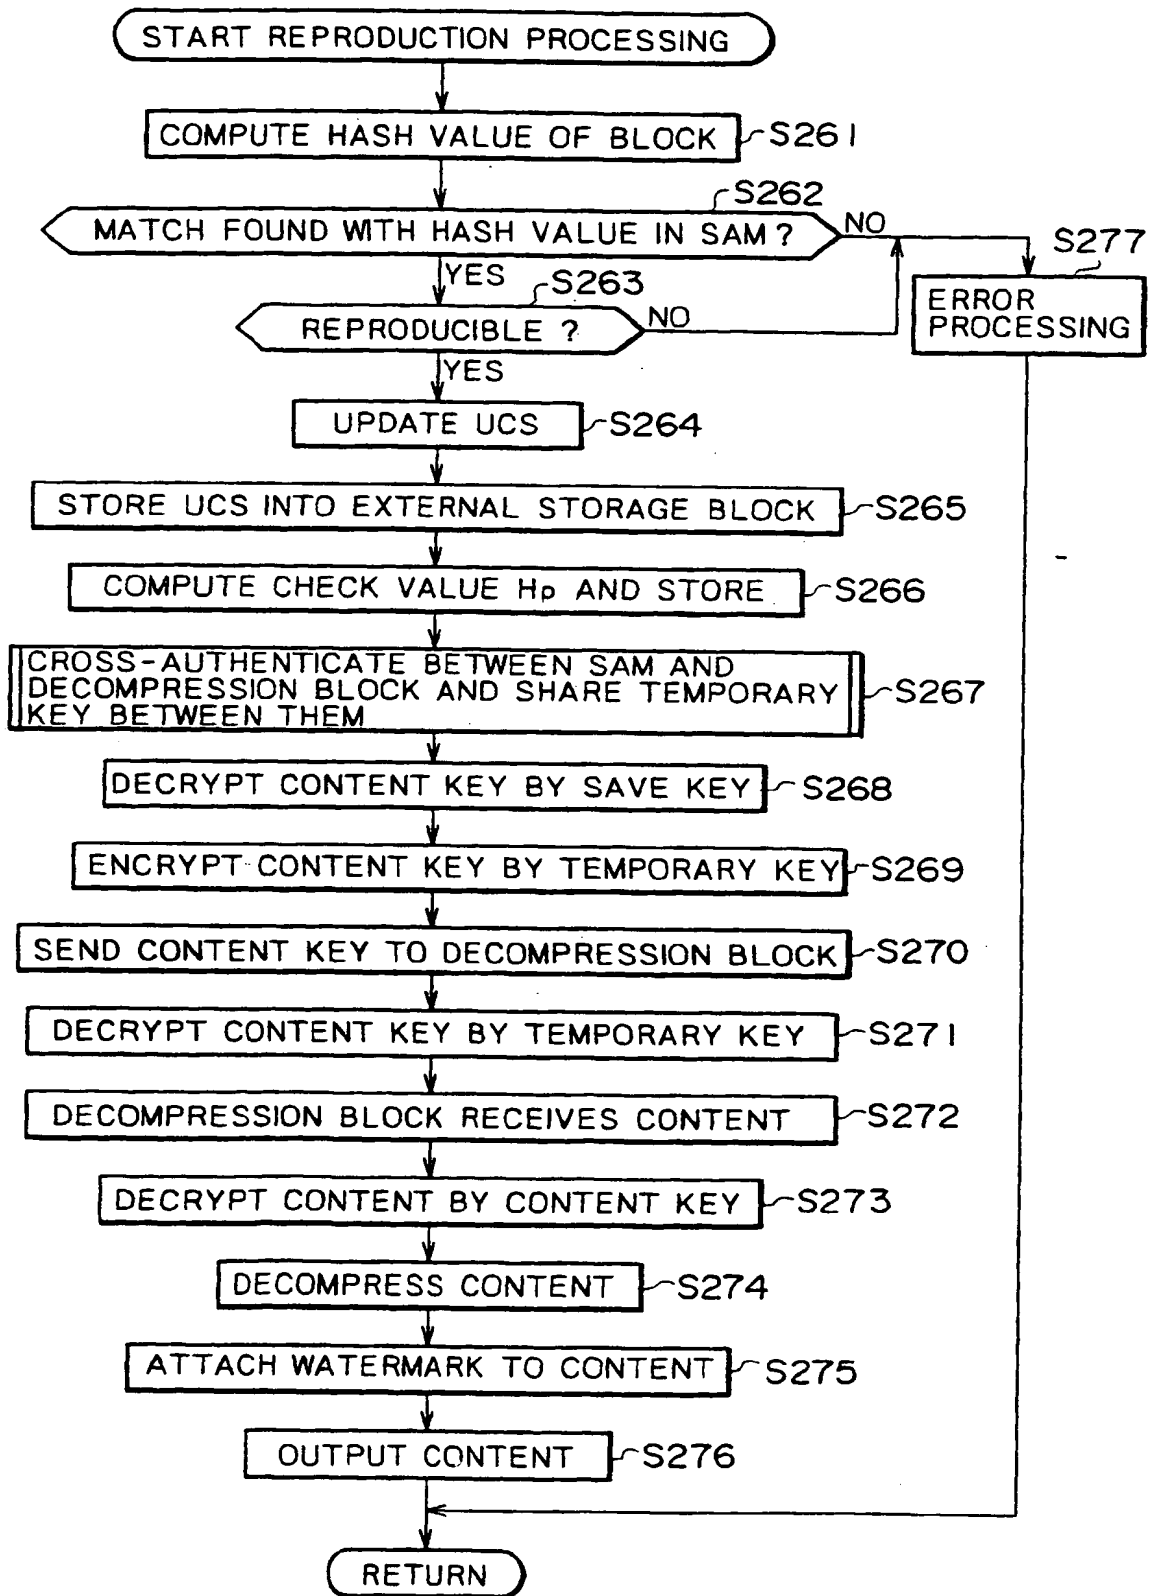 START REPRODUCTION PROCESSING
COMPUTE HASH VALUE OF BLOCK
S261
S262
MATCH FOUND WITH HASH VALUE IN SAM?
NO
YES
S277
ERROR
PROCESSING
S263
REPRODUCIBLE ?
NO
YES
UPDATE UCS
S264
STORE UCS INTO EXTERNAL STORAGE BLOCK
S265
COMPUTE CHECK VALUE Hp AND STORE
S266
CROSS-AUTHENTICATE BETWEEN SAM AND
DECOMPRESSION BLOCK AND SHARE TEMPORARY
KEY BETWEEN THEM
S267
DECRYPT CONTENT KEY BY SAVE KEY
S268
ENCRYPT CONTENT KEY BY TEMPORARY KEY
S269
SEND CONTENT KEY TO DECOMPRESSION BLOCK
S270
DECRYPT CONTENT KEY BY TEMPORARY KEY
S271
DECOMPRESSION BLOCK RECEIVES CONTENT
S272
DECRYPT CONTENT BY CONTENT KEY
S273
DECOMPRESS CONTENT
S274
ATTACH WATERMARK TO CONTENT
S275
OUTPUT CONTENT
S276
RETURN